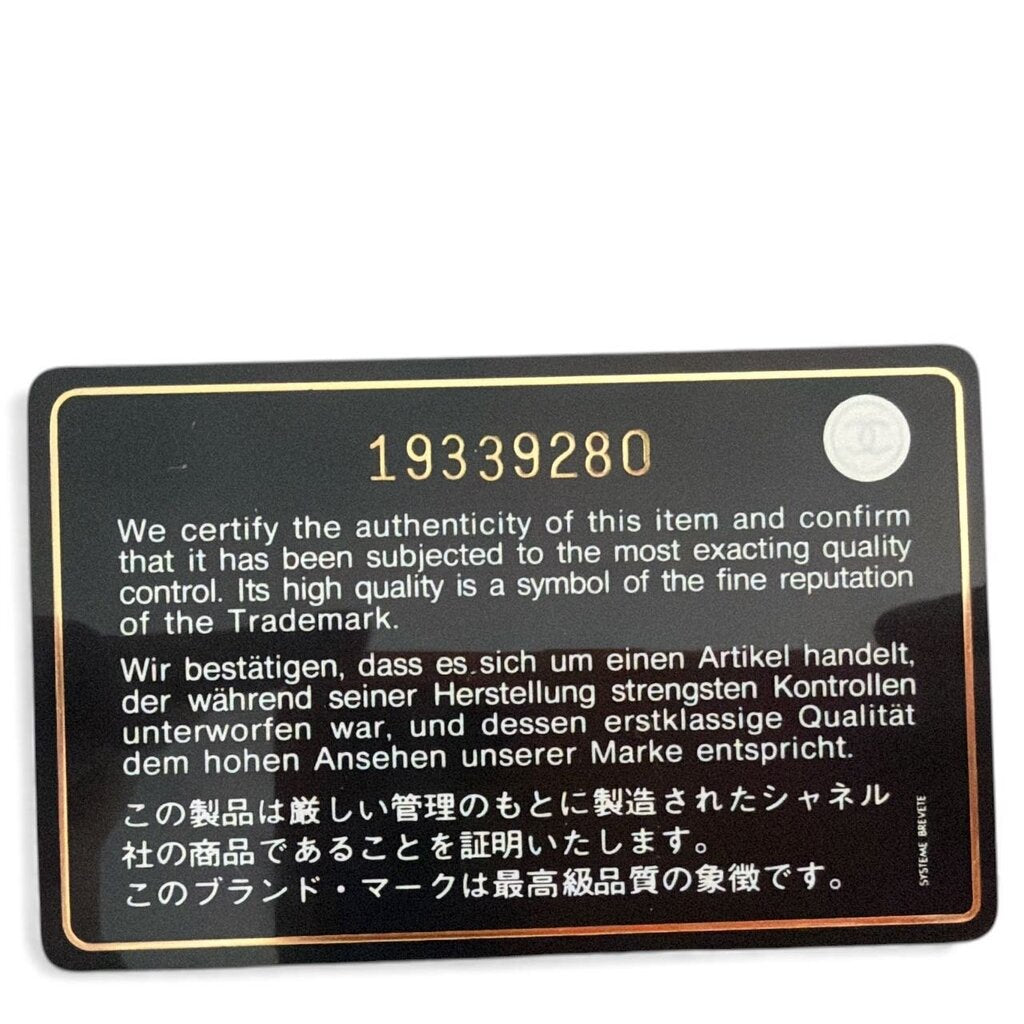 19339280
We certify the authenticity of this item and confirm
that it has been subjected to the most exacting quality
control. Its high quality is a symbol of the fine reputation
of the Trademark.
Wir bestätigen, dass es sich um einen Artikel handelt,
der während seiner Herstellung strengsten Kontrollen
unterworfen war, und dessen erstklassige Qualität
dem hohen Ansehen unserer Marke entspricht.
この製品は厳しい管理のもとに製造されたシャネル
社の商品であることを証明いたします。
このブランド・マークは最高級品質の象徴です。
SYSTEME BREVETE